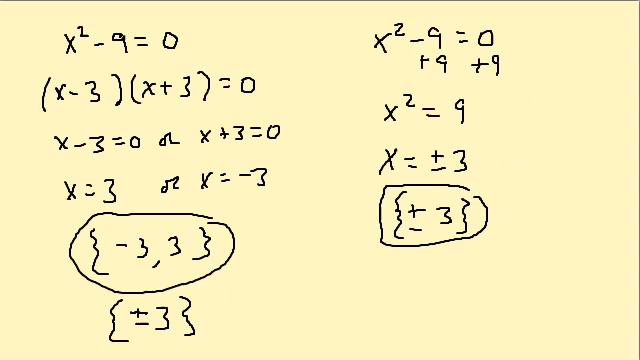 x² - 9 = 0
(x - 3)(x + 3) = 0
x - 3 = 0 or x + 3 = 0
x = 3 or x = -3
{-3, 3}
{±3}
x² - 9 = 0
+9 +9
x² = 9
x = ±3
{±3}